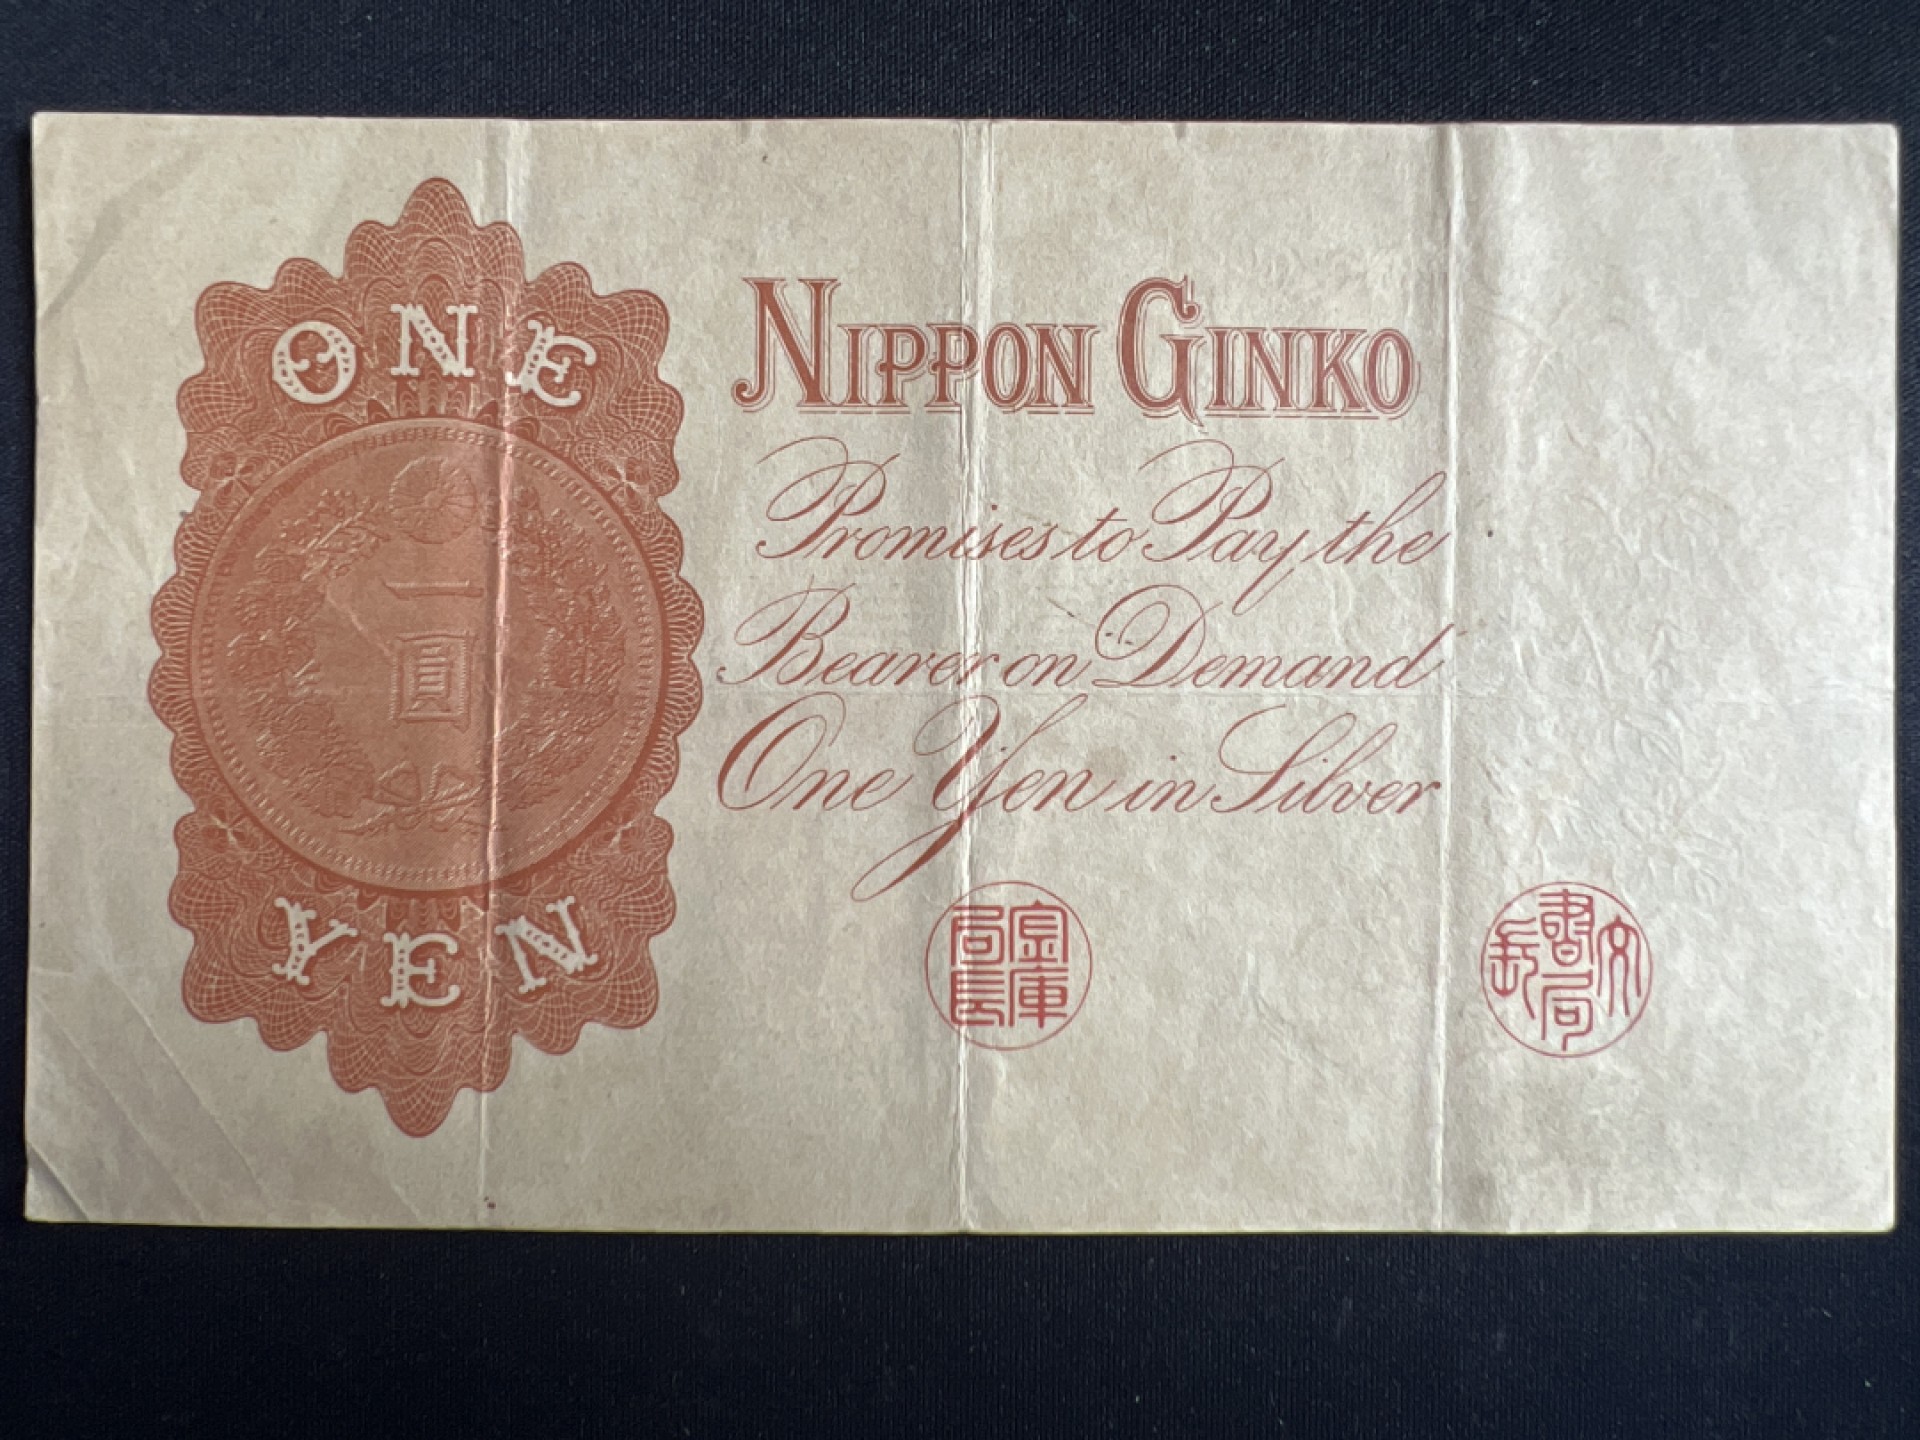 ONE
一圓
YEN
NIPPON GINKO
Promises to Pay the
Bearer on Demand
One Yen in Silver
金庫局長
文書局長